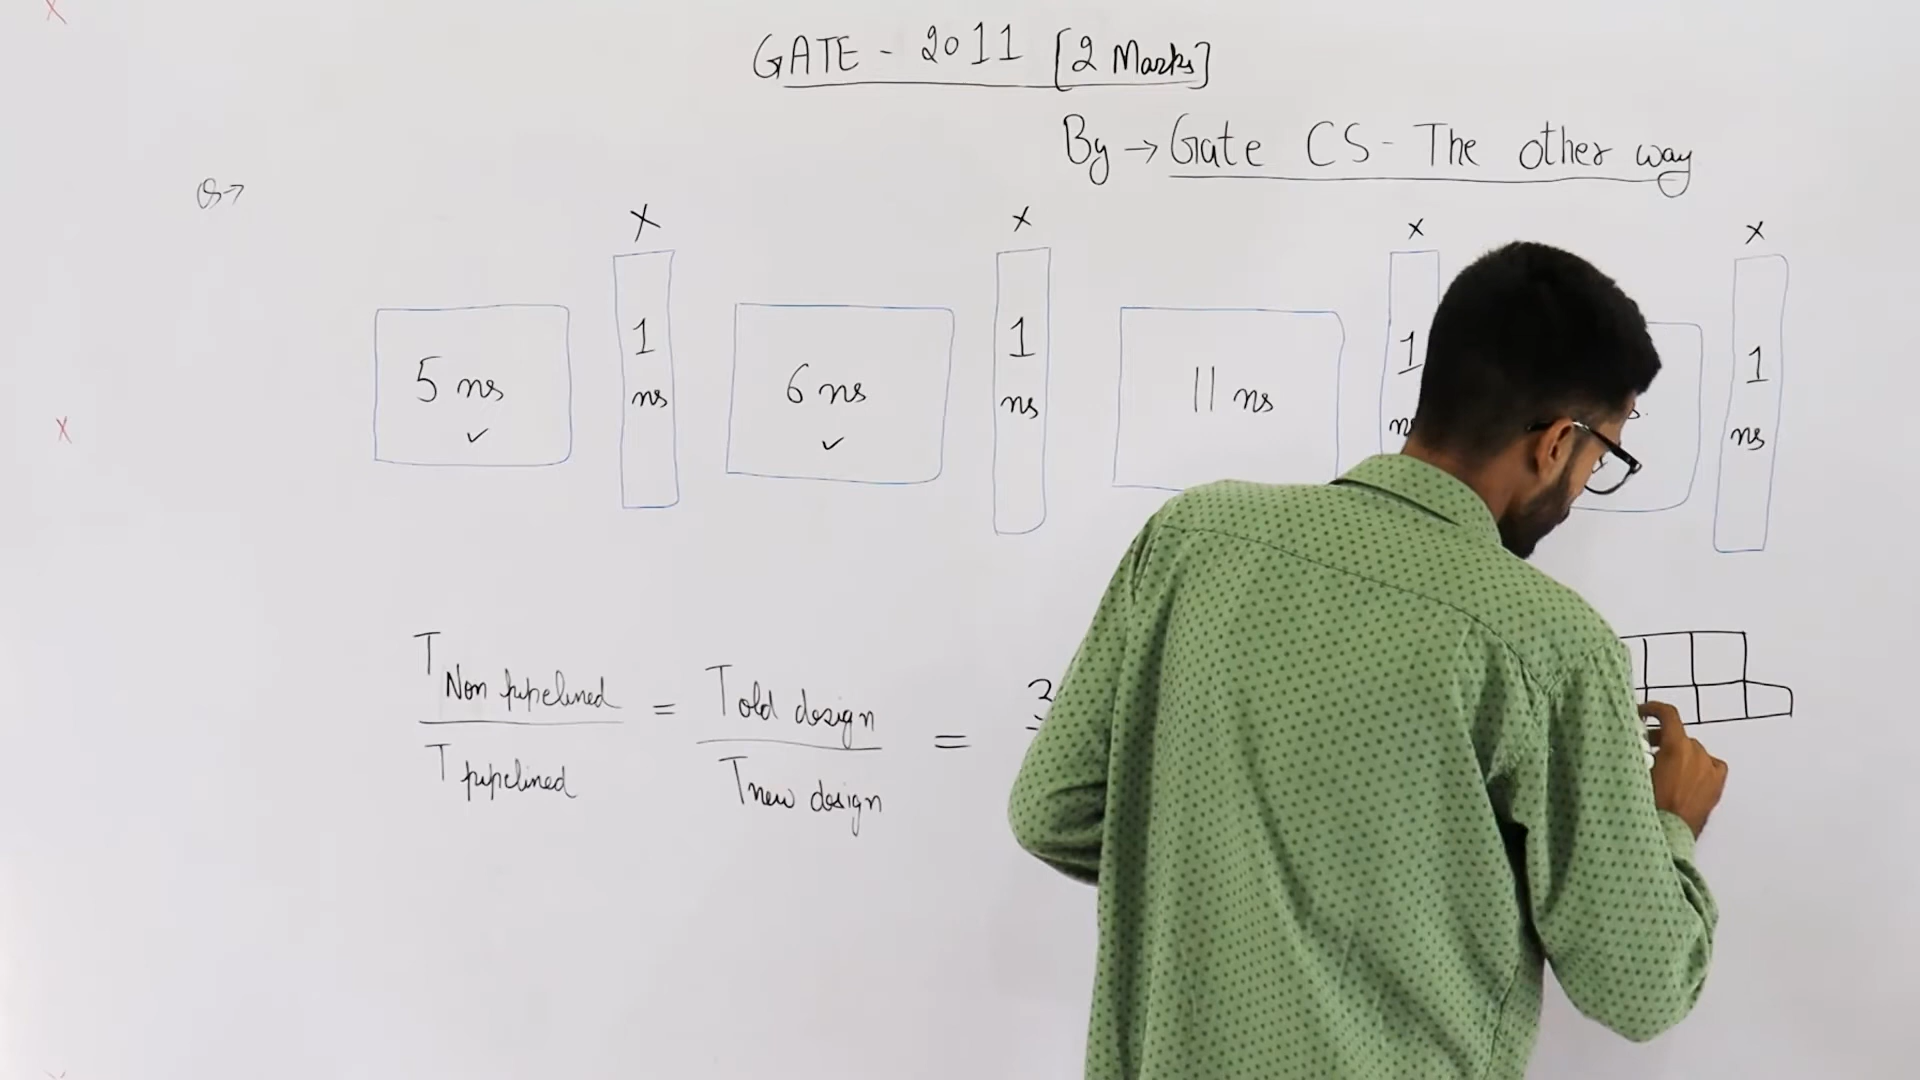 GATE - 2011 [2 Marks]
By → Gate CS - The other way
Q→
X X X X
5 ns ✓
1 ns
6 ns ✓
1 ns
11 ns
1
1 ns
T Non pipelined / T pipelined = T old design / T new design =
X
X